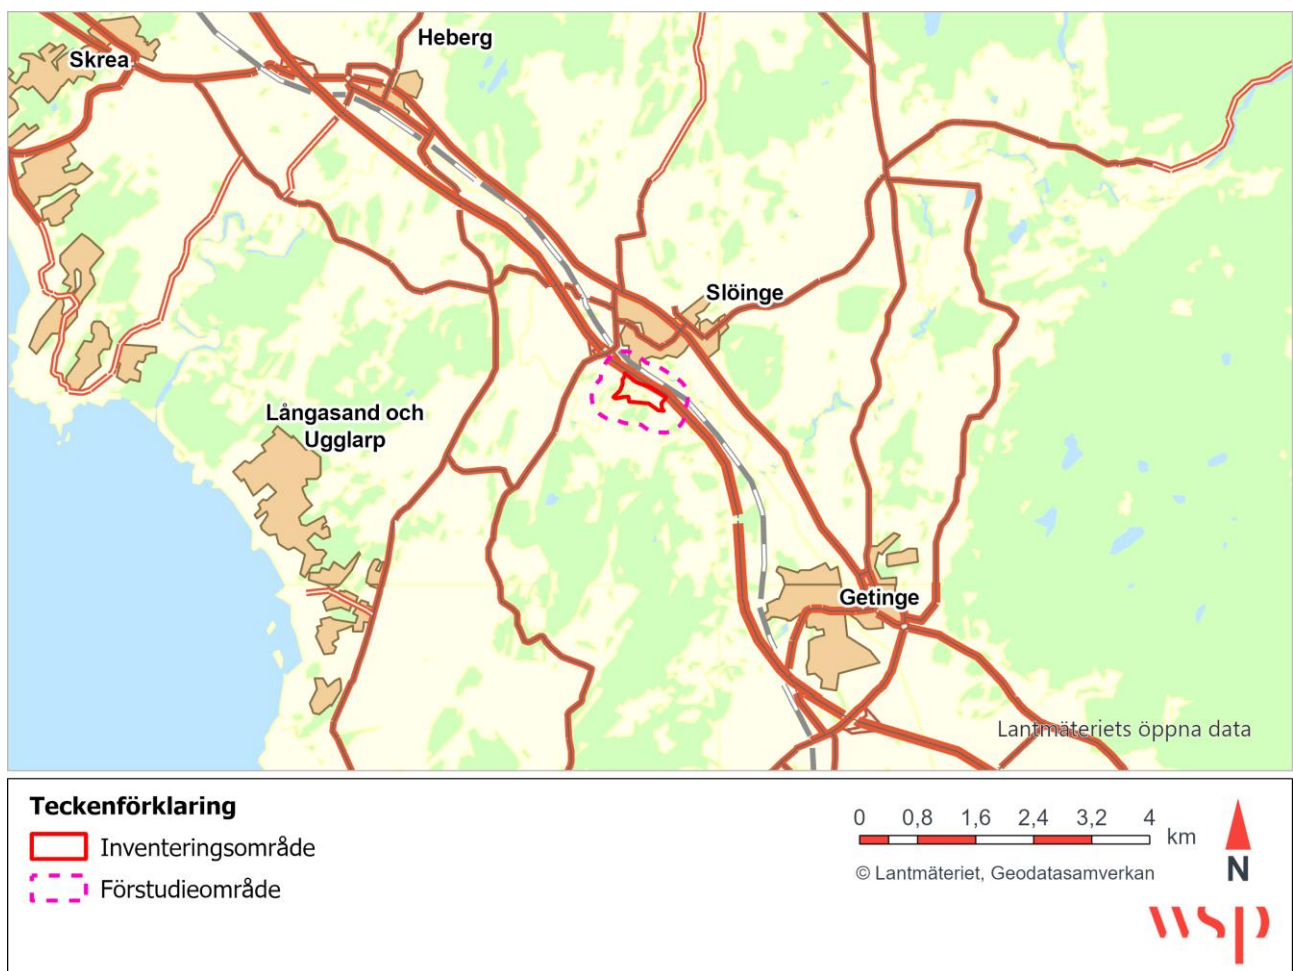 Heberg
Skrea
Slöinge
Långasand och
Ugglarp
Getinge
Lantmäteriets öppna data
Teckenförklaring
Inventeringsområde
Förstudieområde
0 0,8 1,6 2,4 3,2 4
km
© Lantmäteriet, Geodatasamverkan
N
wsp